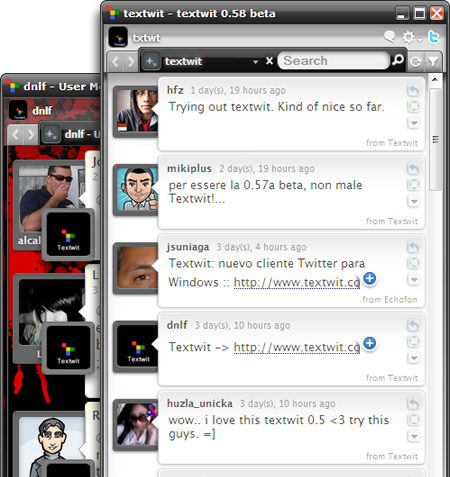 textwit - textwit 0.58 beta
txtwt
Search
hfz 1 day(s), 19 hours ago
Trying out textwit. Kind of nice so far.
from Textwit
mikiplus 2 day(s), 19 hours ago
per essere la 0.57a beta, non male
Textwit!...
from Textwit
jsuniaga 3 day(s), 4 hours ago
Textwit: nuevo cliente Twitter para
Windows :: http://www.textwit.co
from Echofon
dnlf 3 day(s), 10 hours ago
Textwit -> http://www.textwit.co
from Textwit
huzla_unicka 3 day(s), 10 hours ago
wow.. i love this textwit 0.5 <3 try this
guys. =]
from Textwit
dnlf - User M
dnlf
dnlf - U
alcal
Textwit
L
Textwit
R
Textwit
Textwit